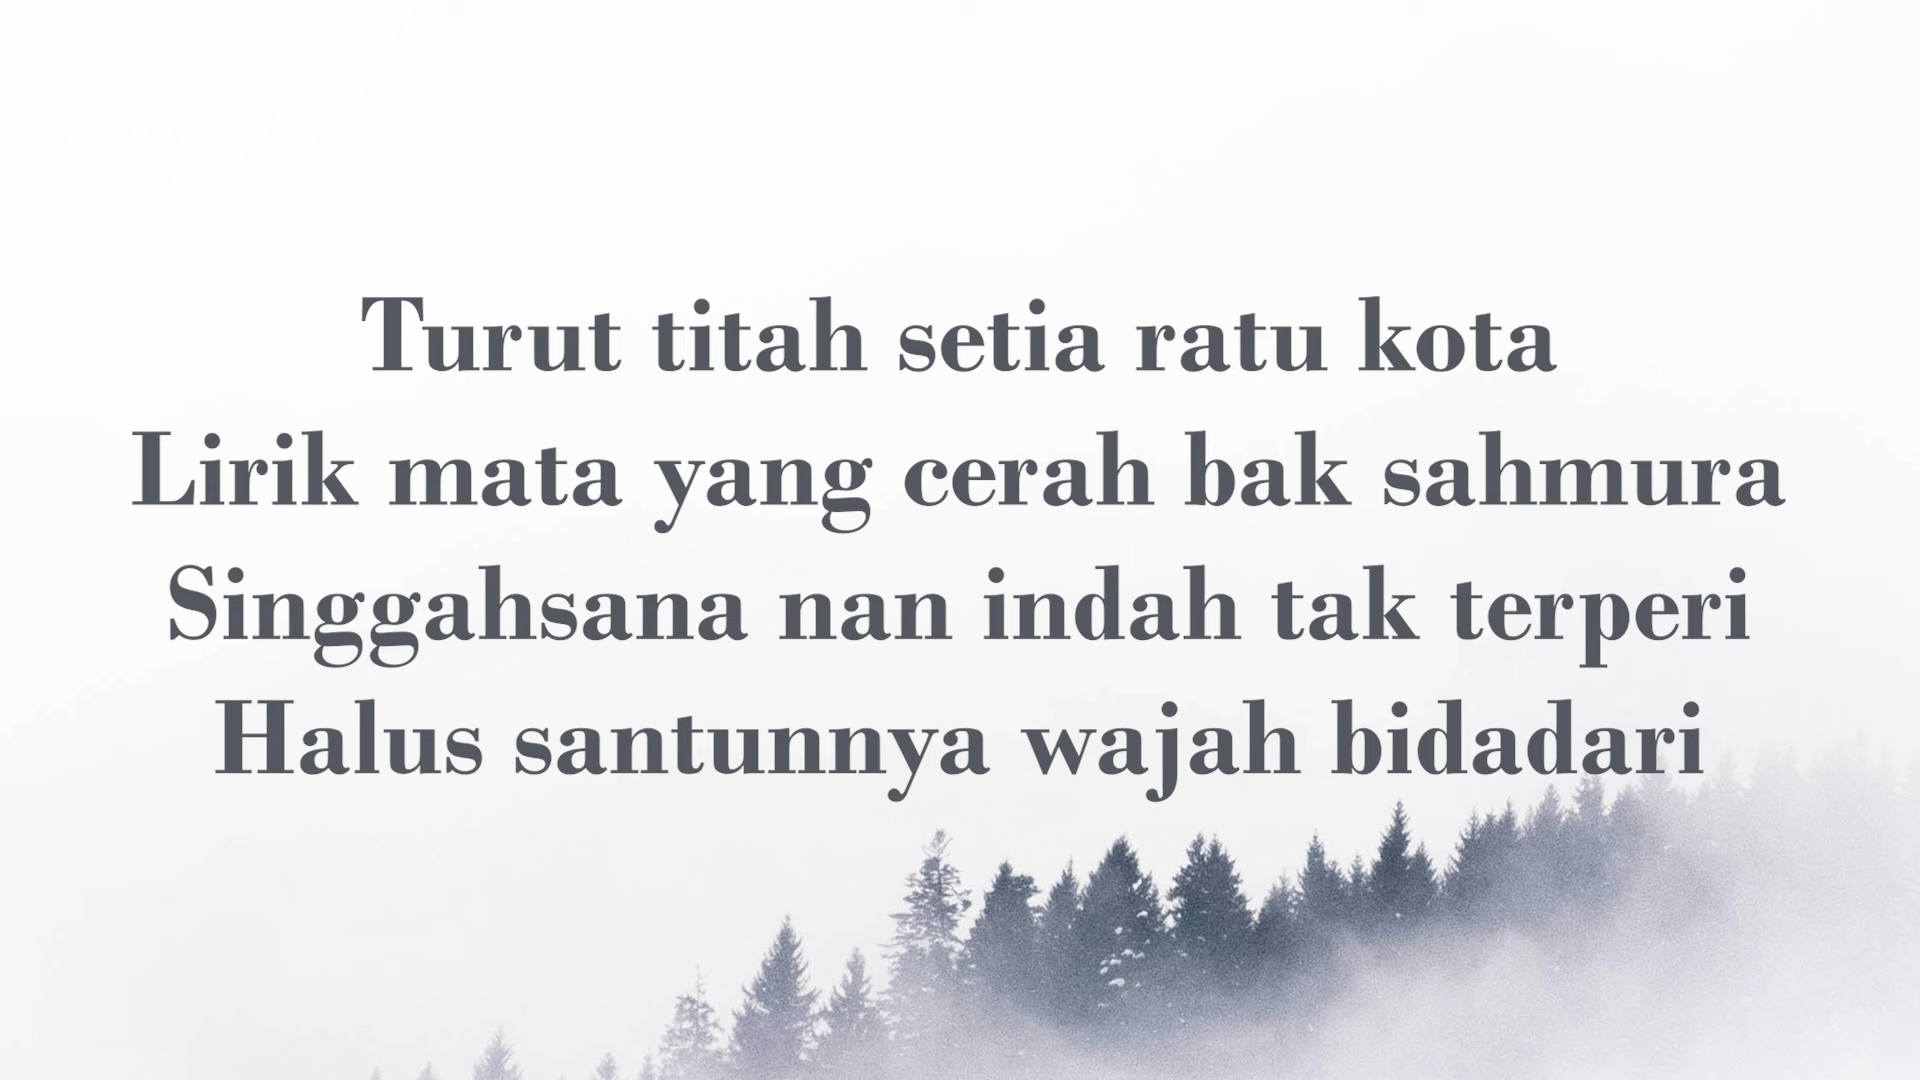 Turut titah setia ratu kota
Lirik mata yang cerah bak sahmura
Singgahsana nan indah tak terperi
Halus santunnya wajah bidadari